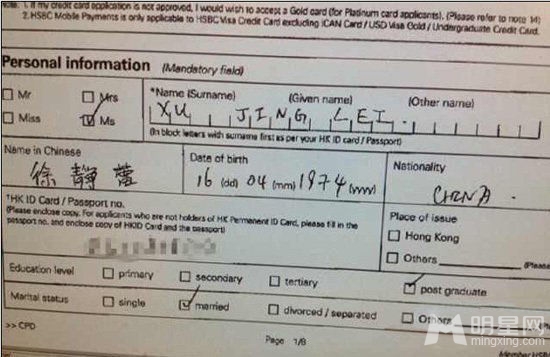 Note: 1. If my credit card application is not approved, I would wish to accept a Gold card (for Platinum card applicants). (Please refer to note 14)
2. HSBC Mobile Payments is only applicable to HSBC Visa Credit Card excluding iCAN Card / USD Visa Gold / Undergraduate Credit Card.
Personal information (Mandatory field)
Mr Mrs *Name (Surname) (Given name) (Other name)
XU JING LEI.
Miss Ms
(In block letters with surname first as per your HK ID card / Passport)
Name in Chinese Date of birth Nationality
徐 静 蕾 16 (dd) 04 (mm) 1974 (yyyy) CHINA
*HK ID Card / Passport no. Place of issue
(Please enclose copy. For applicants who are not holders of HK Permanent ID Card, please fill in the
passport no. and enclose copy of HKID Card and the passport)
Hong Kong
Others (Please
Education level primary secondary tertiary post graduate
Marital status single married divorced / separated Others
>> CPD Page 1/8
明星网
mingxing.com